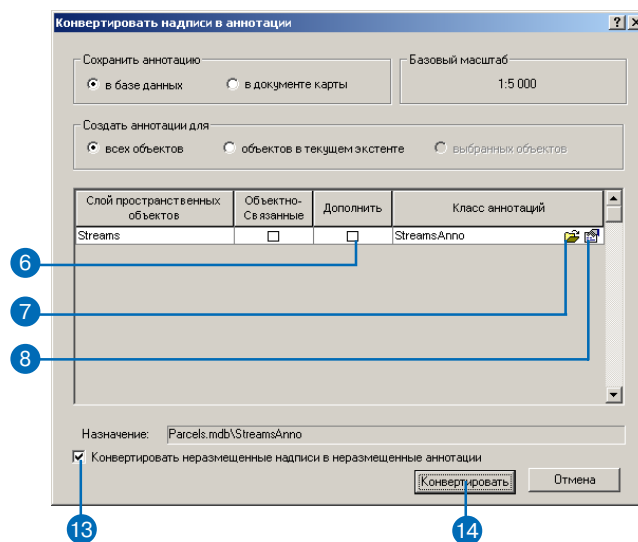 Конвертировать надписи в аннотации
Сохранить аннотацию
в базе данных
в документе карты
Базовый масштаб
1:5 000
Создать аннотации для
всех объектов
объектов в текущем экстенте
выбранных объектов
Слой пространственных объектов
Объектно-Связанные
Дополнить
Класс аннотаций
Streams
StreamsAnno
6
7
8
Назначение:
Parcels.mdb\StreamsAnno
Конвертировать неразмещенные надписи в неразмещенные аннотации
Конвертировать
Отмена
13
14